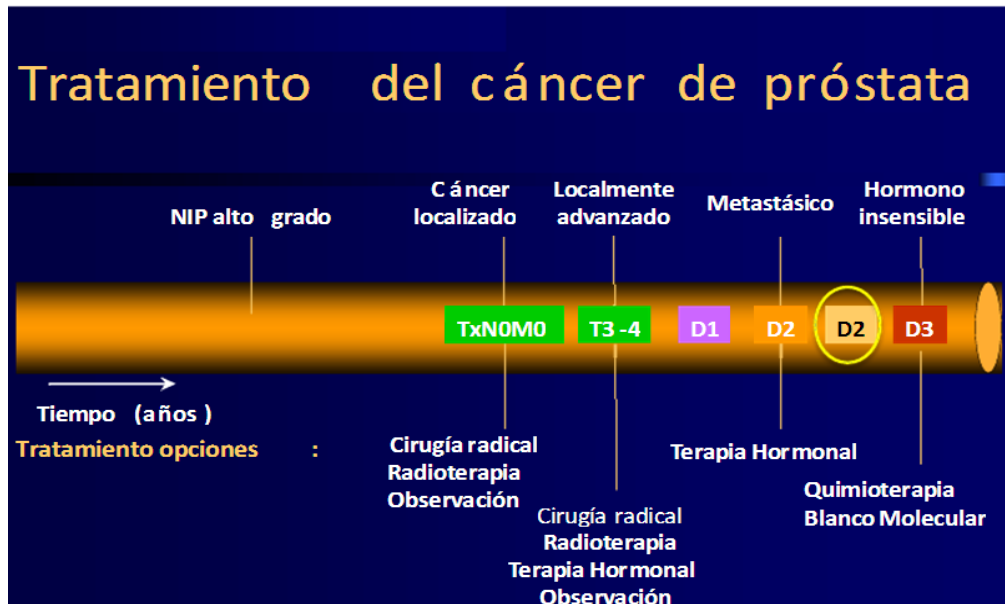 Tratamiento del cáncer de próstata
NIP alto grado
Cáncer
localizado
Localmente
advanzado
Metastásico
Hormono
insensible
TxN0M0
T3-4
D1
D2
D2
D3
Tiempo (años )
Tratamiento opciones :
Cirugía radical
Radioterapia
Observación
Cirugía radical
Radioterapia
Terapia Hormonal
Observación
Terapia Hormonal
Quimioterapia
Blanco Molecular